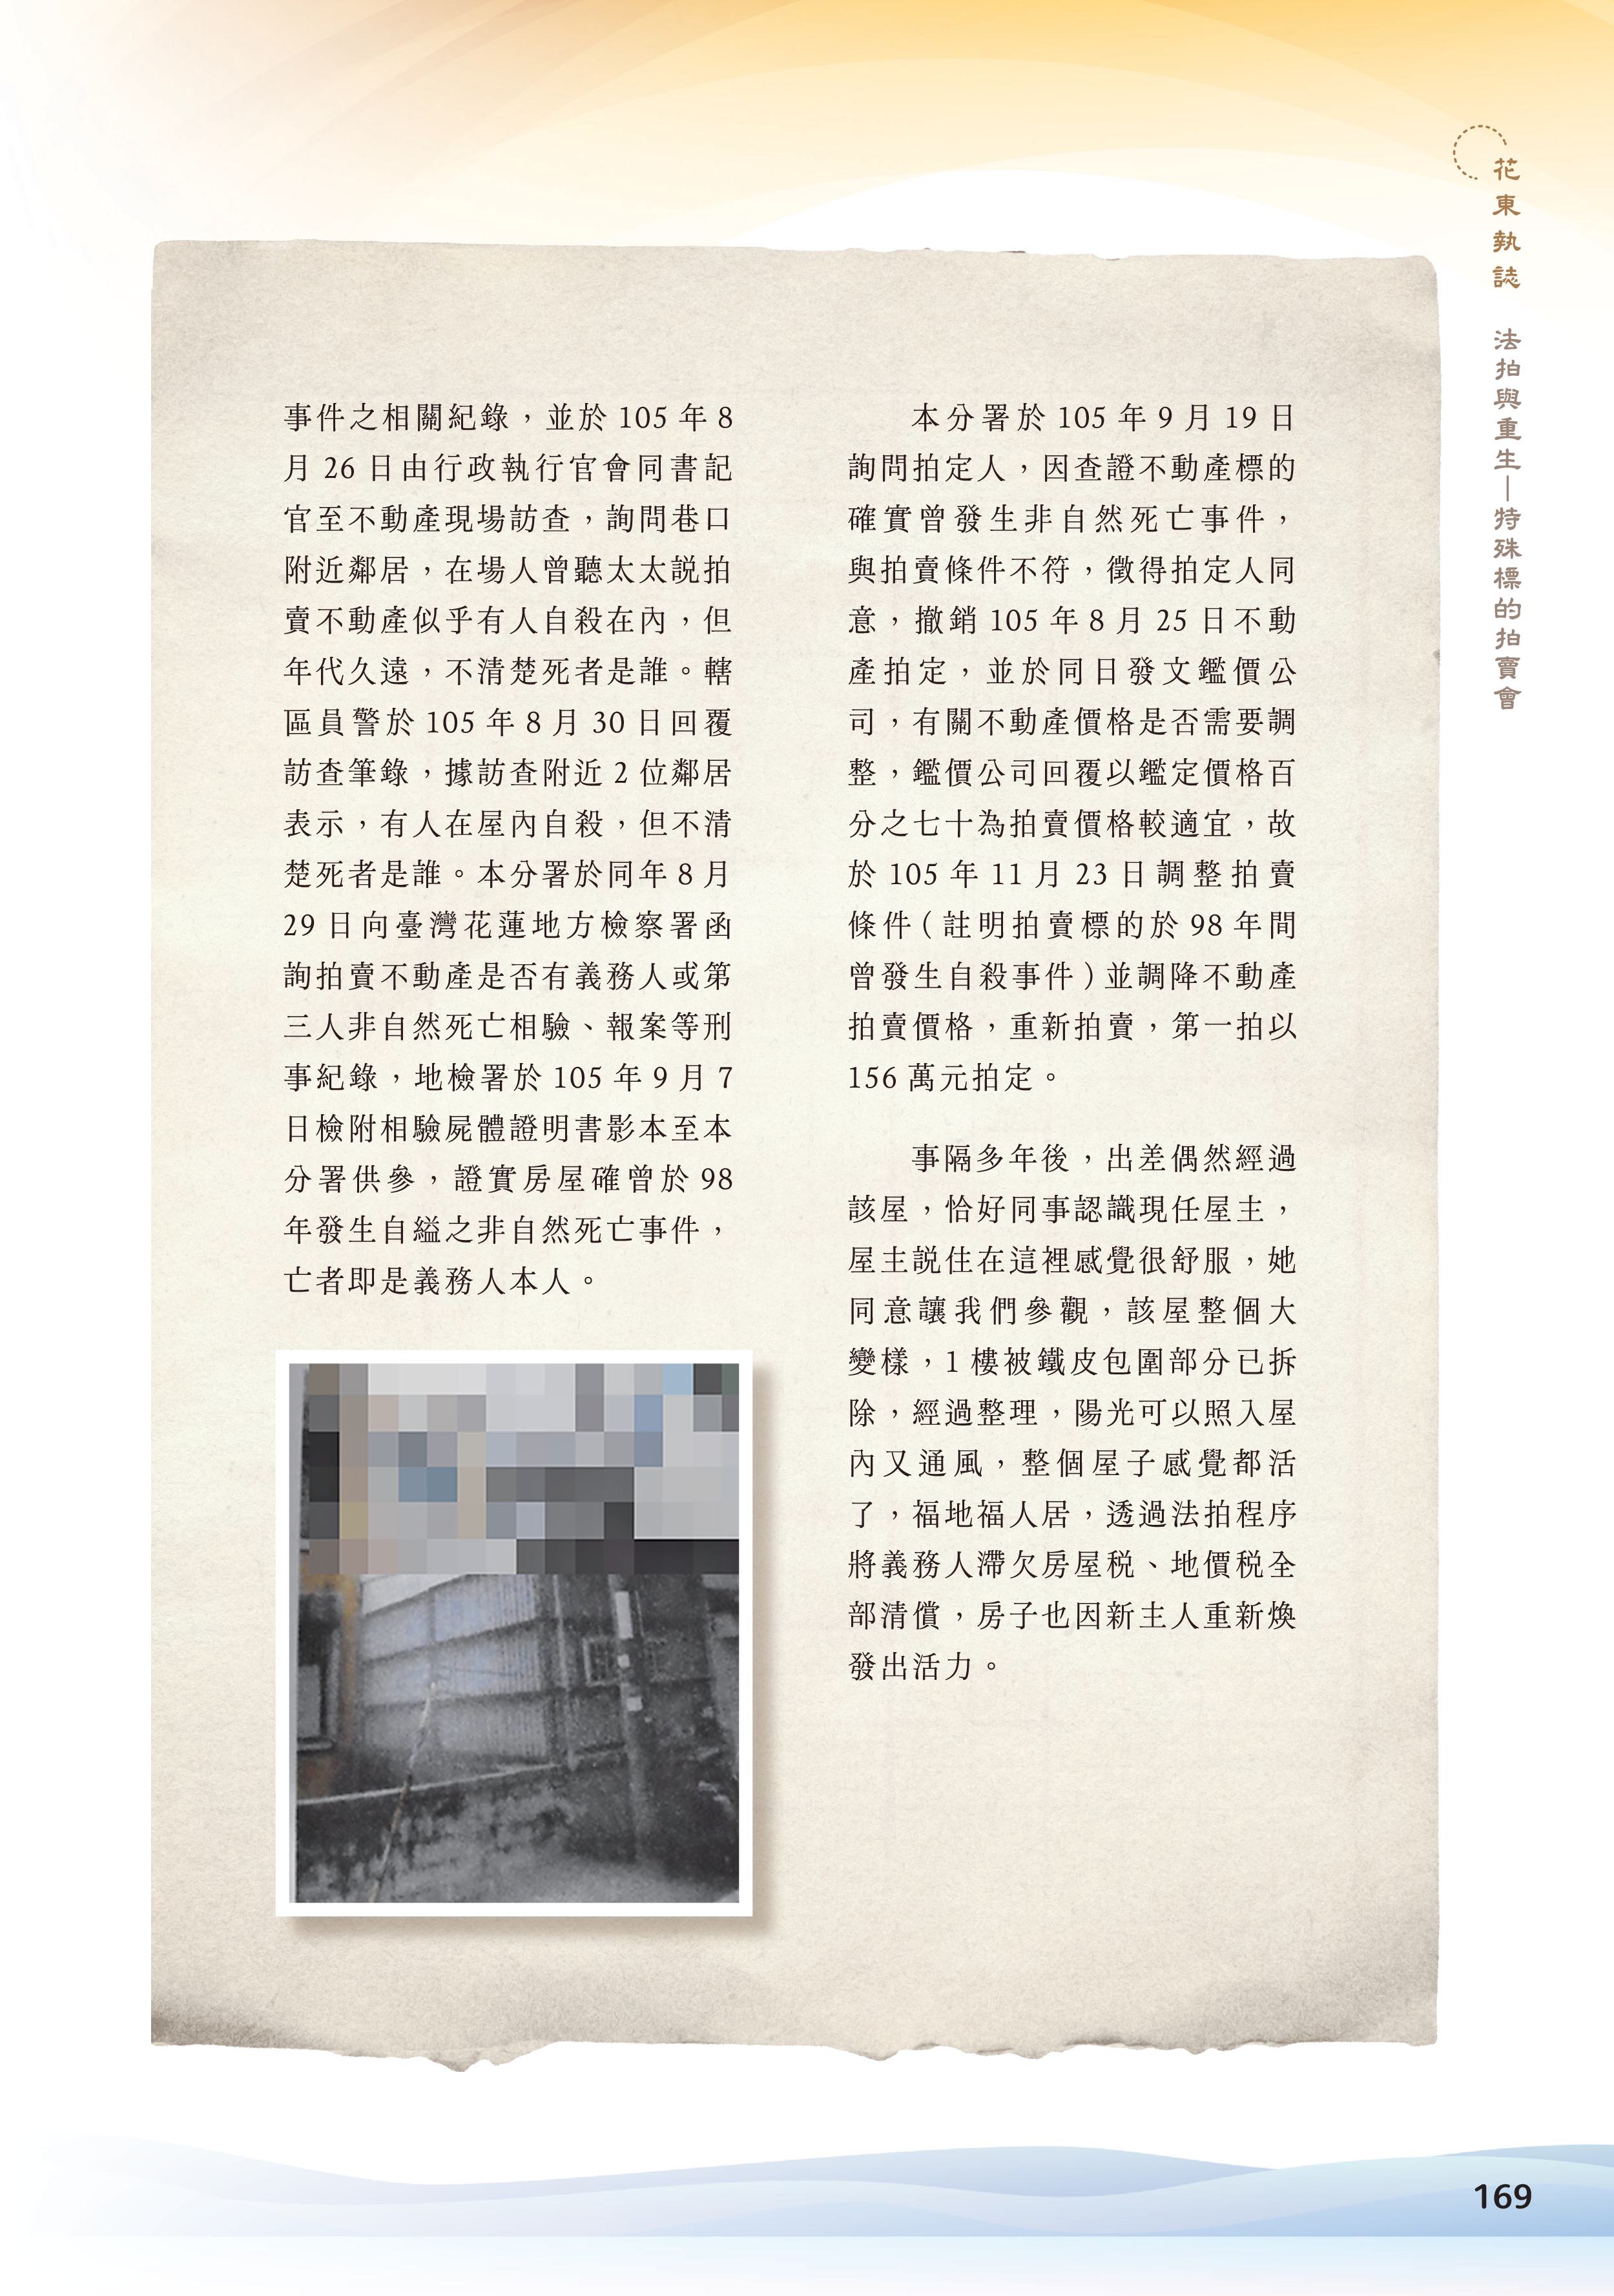 事件之相關紀錄，並於 105 年 8
月 26 日由行政執行官會同書記
官至不動產現場訪查，詢問巷口
附近鄰居，在場人曾聽太太說拍
賣不動產似乎有人自殺在內，但
年代久遠，不清楚死者是誰。轄
區員警於 105 年 8 月 30 日回覆
訪查筆錄，據訪查附近 2 位鄰居
表示，有人在屋內自殺，但不清
楚死者是誰。本分署於同年 8 月
29 日向臺灣花蓮地方檢察署函
詢拍賣不動產是否有義務人或第
三人非自然死亡相驗、報案等刑
事紀錄，地檢署於 105 年 9 月 7
日檢附相驗屍體證明書影本至本
分署供參，證實房屋確曾於 98
年發生自縊之非自然死亡事件，
亡者即是義務人本人。
本分署於 105 年 9 月 19 日
詢問拍定人，因查證不動產標的
確實曾發生非自然死亡事件，
與拍賣條件不符，徵得拍定人同
意，撤銷 105 年 8 月 25 日不動
產拍定，並於同日發文鑑價公
司，有關不動產價格是否需要調
整，鑑價公司回覆以鑑定價格百
分之七十為拍賣價格較適宜，故
於 105 年 11 月 23 日調整拍賣
條件（註明拍賣標的於 98 年間
曾發生自殺事件）並調降不動產
拍賣價格，重新拍賣，第一拍以
156 萬元拍定。
事隔多年後，出差偶然經過
該屋，恰好同事認識現任屋主，
屋主說住在這裡感覺很舒服，她
同意讓我們參觀，該屋整個大
變樣，1 樓被鐵皮包圍部分已拆
除，經過整理，陽光可以照入屋
內又通風，整個屋子感覺都活
了，福地福人居，透過法拍程序
將義務人滯欠房屋稅、地價稅全
部清償，房子也因新主人重新煥
發出活力。
花東執誌 法拍與重生—特殊標的拍賣會
169